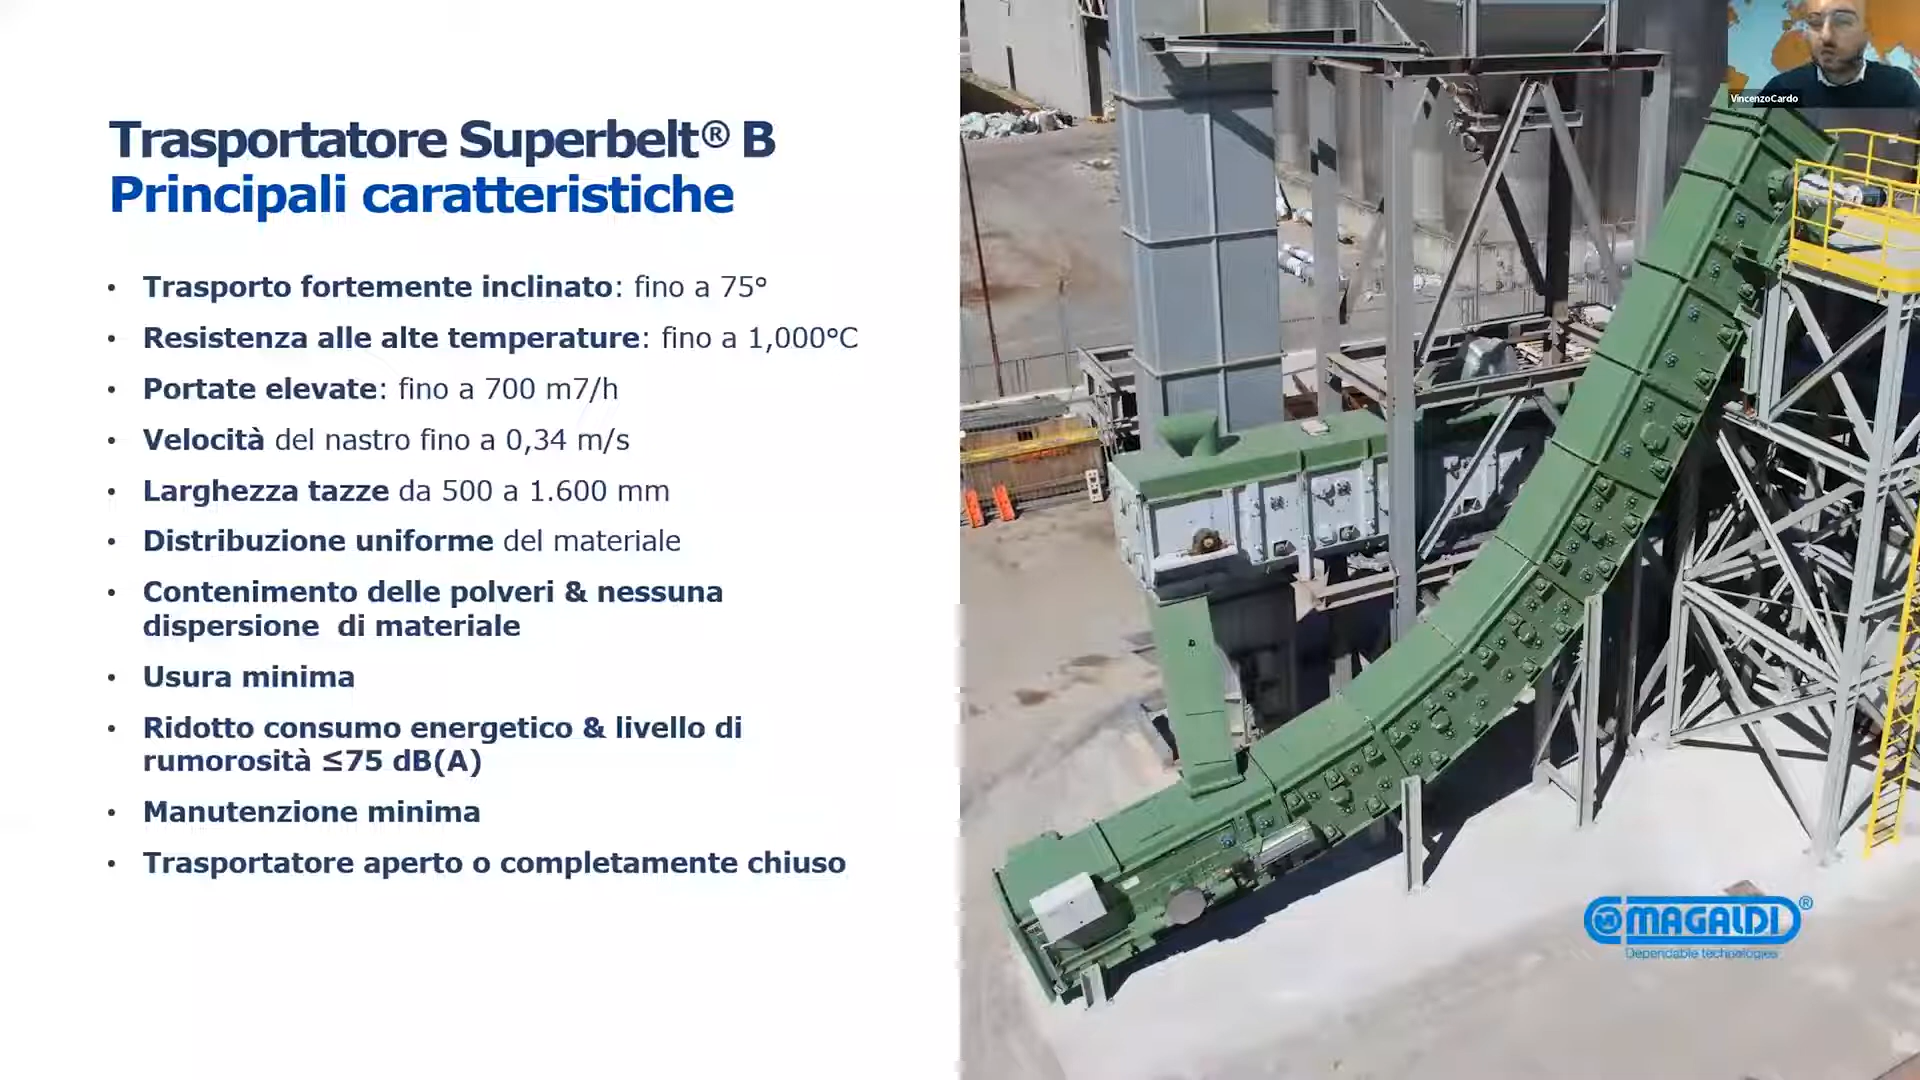 Trasportatore Superbelt® B
Principali caratteristiche
• Trasporto fortemente inclinato: fino a 75°
• Resistenza alle alte temperature: fino a 1,000°C
• Portate elevate: fino a 700 m7/h
• Velocità del nastro fino a 0,34 m/s
• Larghezza tazze da 500 a 1.600 mm
• Distribuzione uniforme del materiale
• Contenimento delle polveri & nessuna
dispersione di materiale
• Usura minima
• Ridotto consumo energetico & livello di
rumorosità ≤75 dB(A)
• Manutenzione minima
• Trasportatore aperto o completamente chiuso
VincenzoCardo
MAGALDI®
Dependable technologies